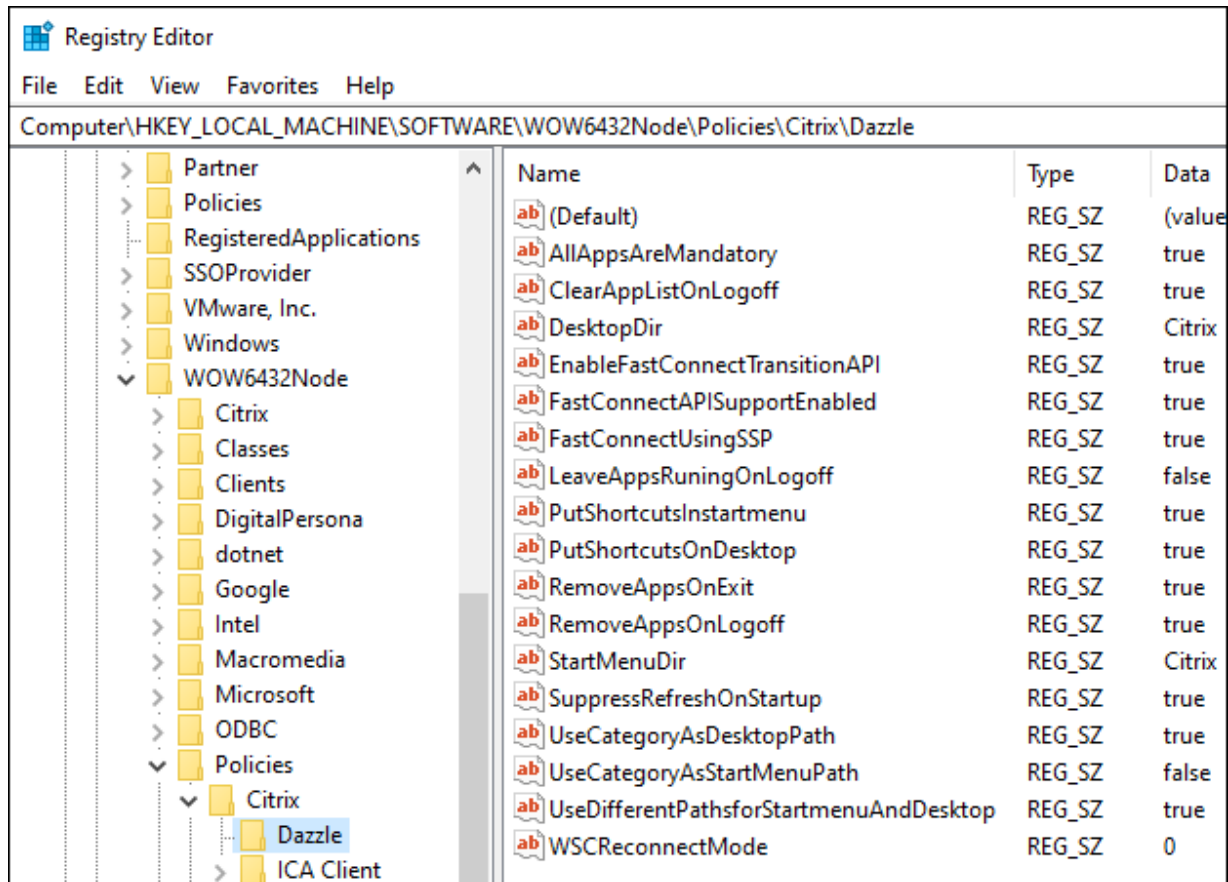 Registry Editor
File Edit View Favorites Help
Computer\HKEY_LOCAL_MACHINE\SOFTWARE\WOW6432Node\Policies\Citrix\Dazzle
Partner
Policies
RegisteredApplications
SSOProvider
VMware, Inc.
Windows
WOW6432Node
Citrix
Classes
Clients
DigitalPersona
dotnet
Google
Intel
Macromedia
Microsoft
ODBC
Policies
Citrix
Dazzle
ICA Client
Name Type Data
(Default) REG_SZ (value
AllAppsAreMandatory REG_SZ true
ClearAppListOnLogoff REG_SZ true
DesktopDir REG_SZ Citrix
EnableFastConnectTransitionAPI REG_SZ true
FastConnectAPISupportEnabled REG_SZ true
FastConnectUsingSSP REG_SZ true
LeaveAppsRuningOnLogoff REG_SZ false
PutShortcutsInstartmenu REG_SZ true
PutShortcutsOnDesktop REG_SZ true
RemoveAppsOnExit REG_SZ true
RemoveAppsOnLogoff REG_SZ true
StartMenuDir REG_SZ Citrix
SuppressRefreshOnStartup REG_SZ true
UseCategoryAsDesktopPath REG_SZ true
UseCategoryAsStartMenuPath REG_SZ false
UseDifferentPathsforStartmenuAndDesktop REG_SZ true
WSCReconnectMode REG_SZ 0